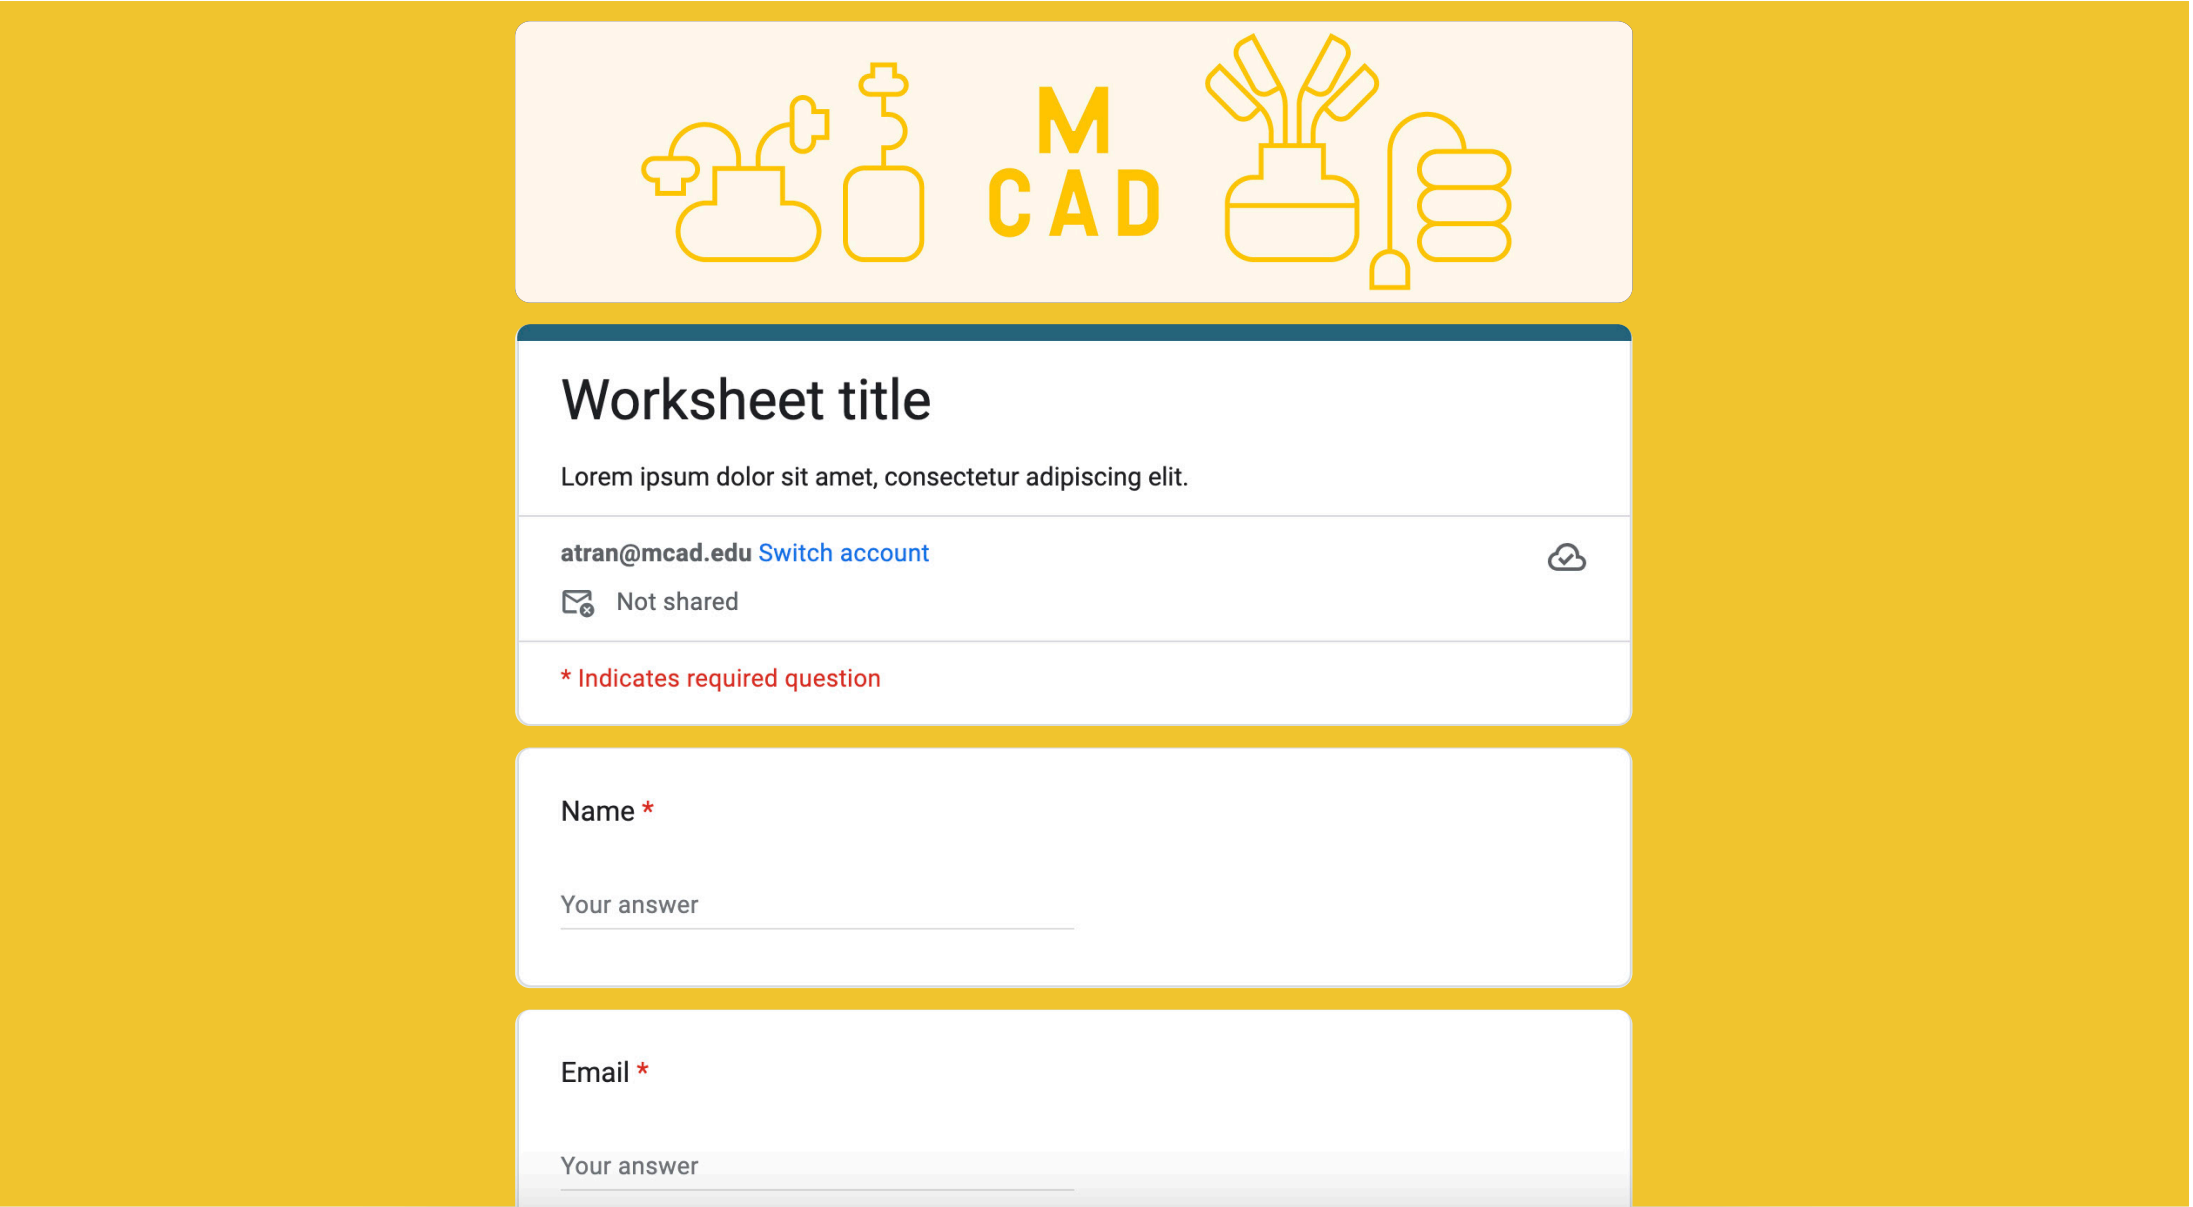 M
CAD
Worksheet title
Lorem ipsum dolor sit amet, consectetur adipiscing elit.
atran@mcad.edu Switch account
Not shared
* Indicates required question
Name *
Your answer
Email *
Your answer